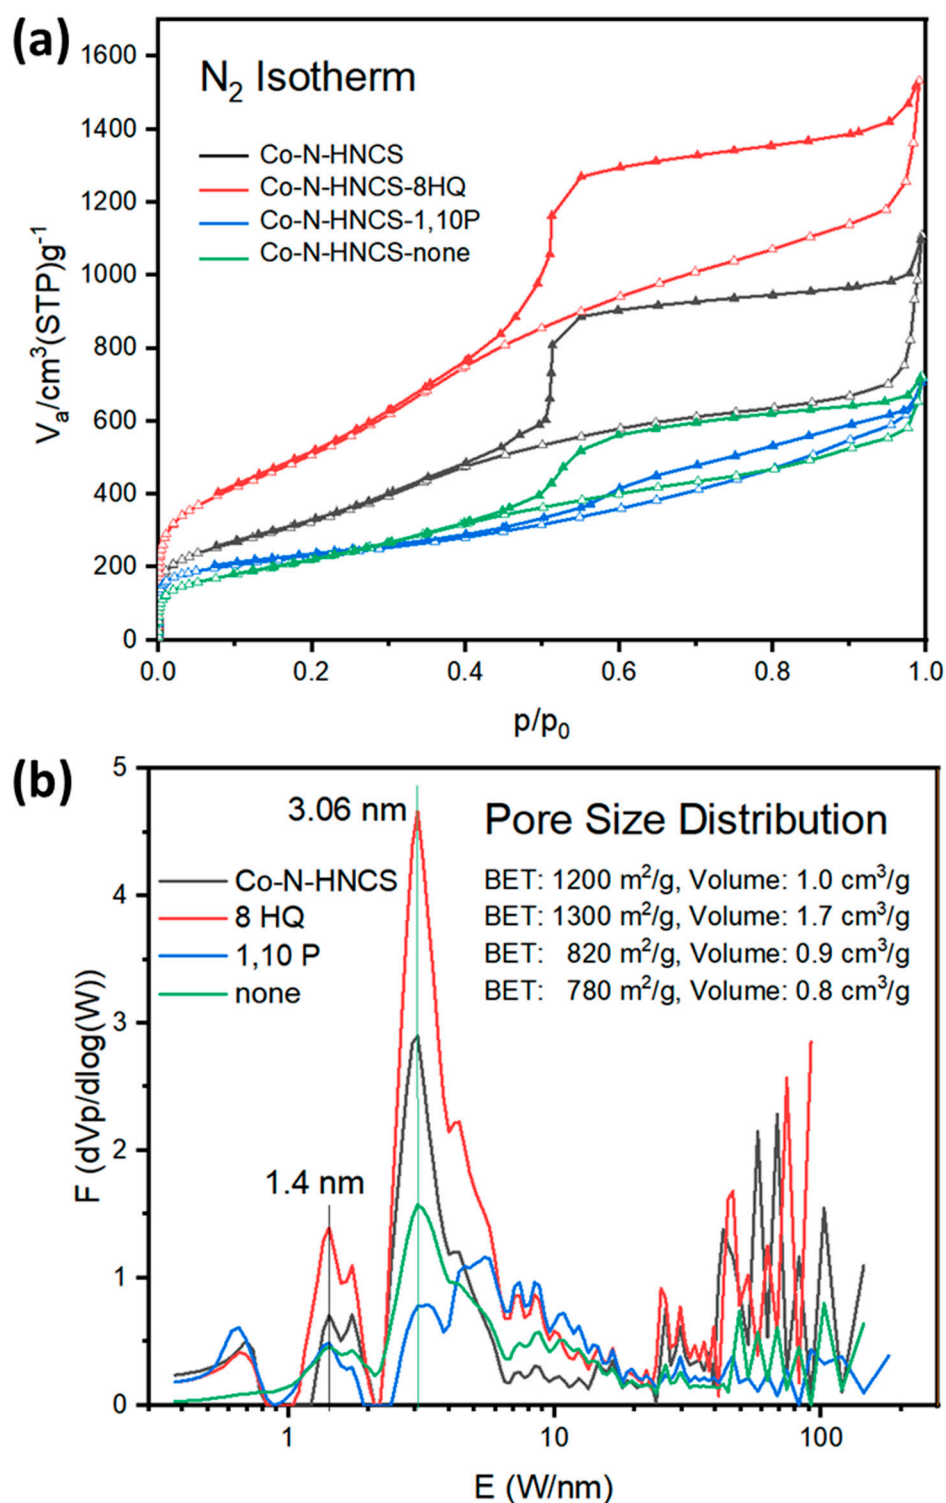 (a)
N₂ Isotherm
Co-N-HNCS
Co-N-HNCS-8HQ
Co-N-HNCS-1,10P
Co-N-HNCS-none
Vₐ/cm³(STP)g⁻¹
1600
1400
1200
1000
800
600
400
200
0
0.0 0.2 0.4 0.6 0.8 1.0
p/p₀
(b)
Pore Size Distribution
3.06 nm
1.4 nm
Co-N-HNCS
8 HQ
1,10 P
none
BET: 1200 m²/g, Volume: 1.0 cm³/g
BET: 1300 m²/g, Volume: 1.7 cm³/g
BET: 820 m²/g, Volume: 0.9 cm³/g
BET: 780 m²/g, Volume: 0.8 cm³/g
F (dVp/dlog(W)
5
4
3
2
1
0
1 10 100
E (W/nm)